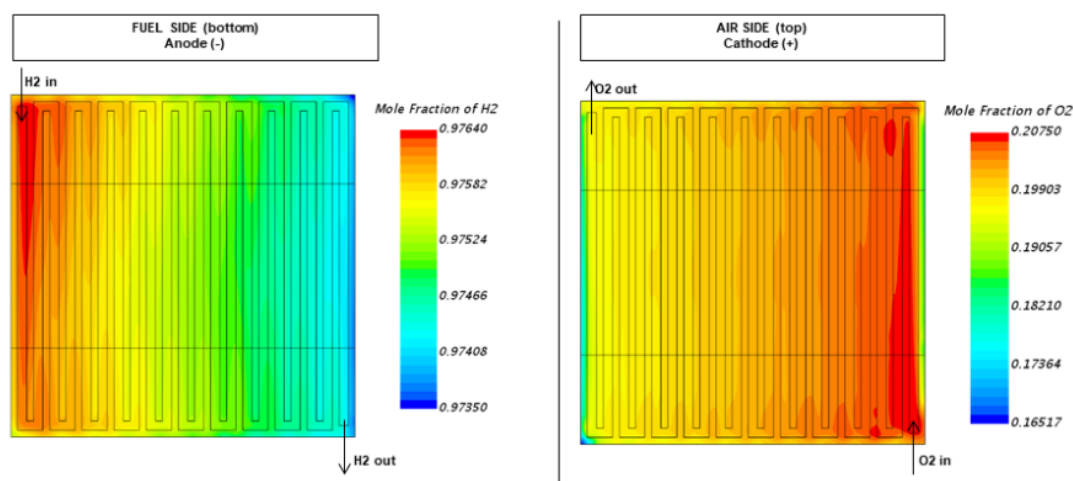 FUEL SIDE (bottom)
Anode (-)
H2 in
Mole Fraction of H2
0.97640
0.97582
0.97524
0.97466
0.97408
0.97350
H2 out
AIR SIDE (top)
Cathode (+)
O2 out
Mole Fraction of O2
0.20750
0.19903
0.19057
0.18210
0.17364
0.16517
O2 in